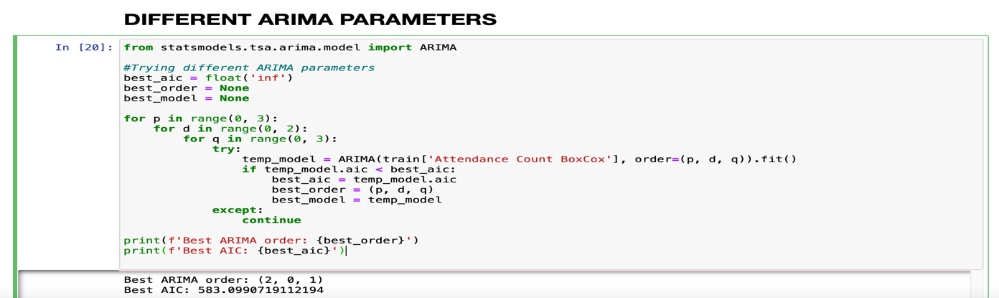 DIFFERENT ARIMA PARAMETERS
In [20]: from statsmodels.tsa.arima.model import ARIMA
#Trying different ARIMA parameters
best_aic = float('inf')
best_order = None
best_model = None
for p in range(0, 3):
    for d in range(0, 2):
        for q in range(0, 3):
            try:
                temp_model = ARIMA(train['Attendance Count BoxCox'], order=(p, d, q)).fit()
                if temp_model.aic < best_aic:
                    best_aic = temp_model.aic
                    best_order = (p, d, q)
                    best_model = temp_model
            except:
                continue
print(f'Best ARIMA order: {best_order}')
print(f'Best AIC: {best_aic}')
Best ARIMA order: (2, 0, 1)
Best AIC: 583.0990719112194